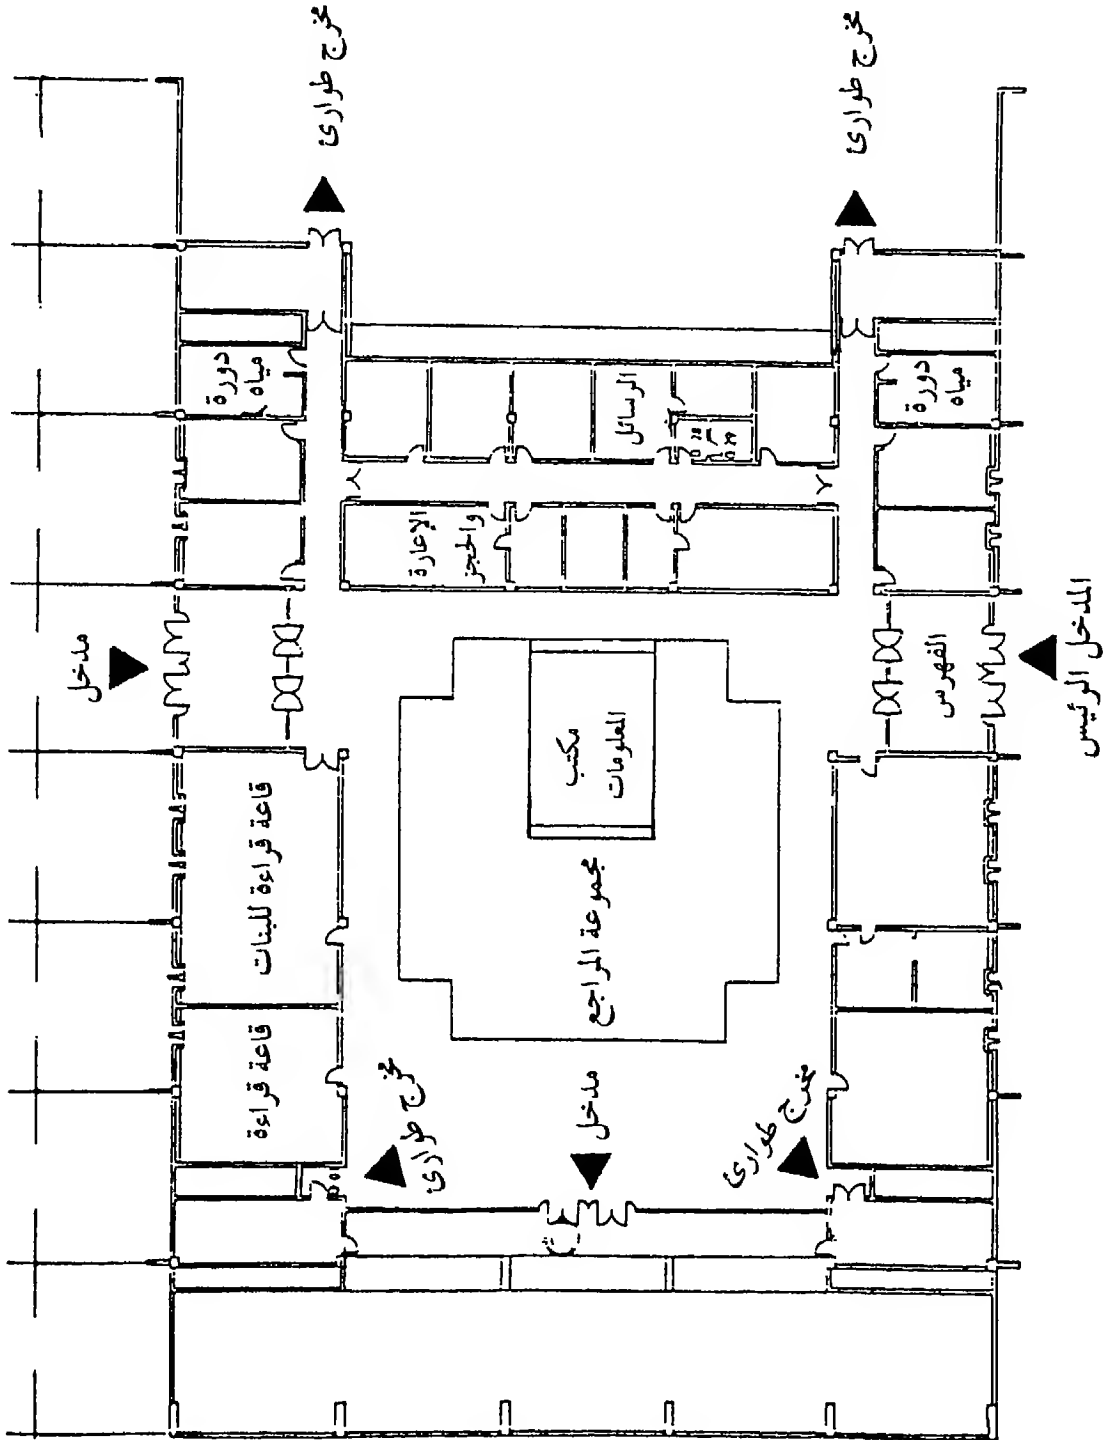 مخرج طوارئ
مخرج طوارئ
دورة
مياه
الرسائل
دورة
مياه
الإعارة
والحجز
مدخل
الفهرس
المدخل الرئيس
مكتب
المعلومات
قاعة قراءة للبنات
مجموعة المراجع
قاعة قراءة
مخرج طوارئ
مدخل
مخرج طوارئ